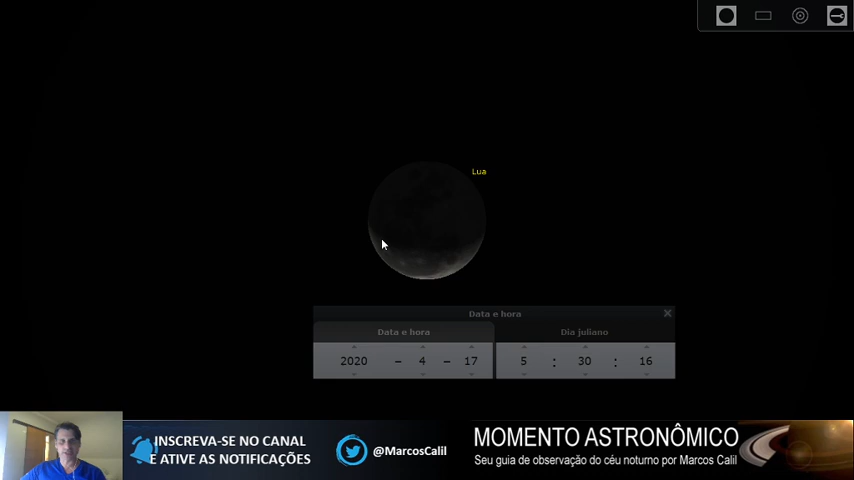 Lua
Data e hora
Data e hora
Dia juliano
2020 - 4 - 17
5 : 30 : 16
INSCREVA-SE NO CANAL
E ATIVE AS NOTIFICAÇÕES
@MarcosCalil
MOMENTO ASTRONÔMICO
Seu guia de observação do céu noturno por Marcos Calil